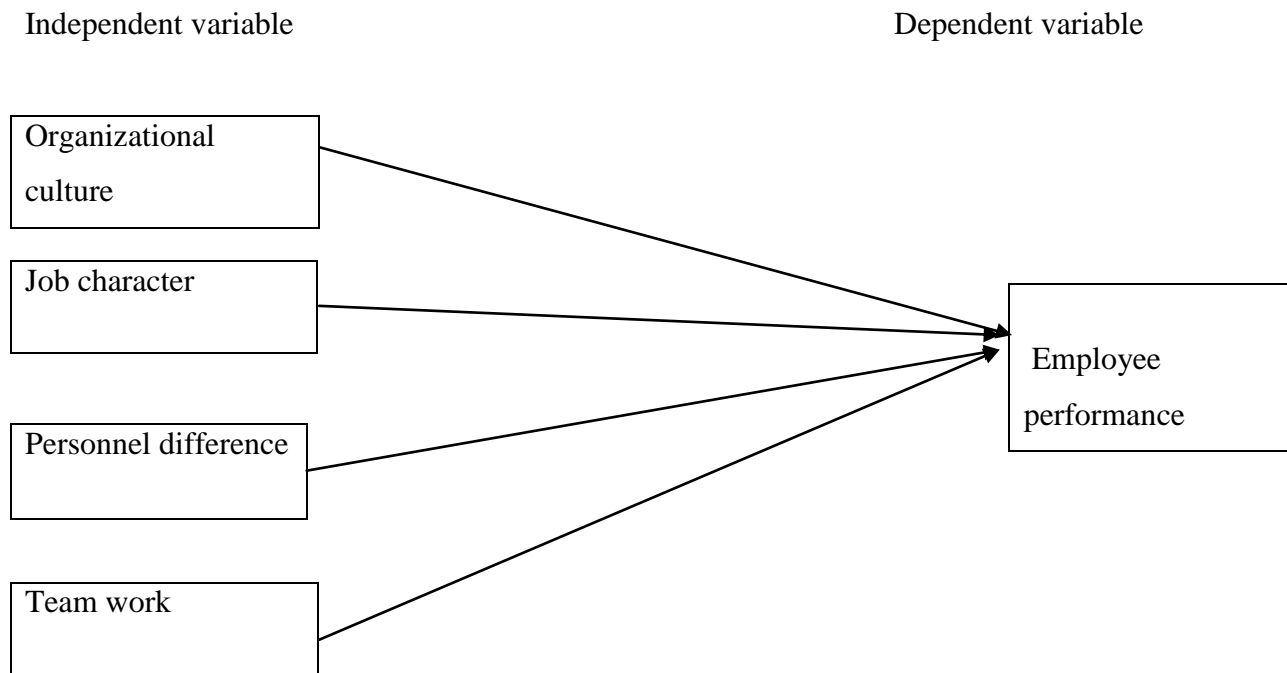 Independent variable
Dependent variable
Organizational
culture
Job character
Employee
performance
Personnel difference
Team work